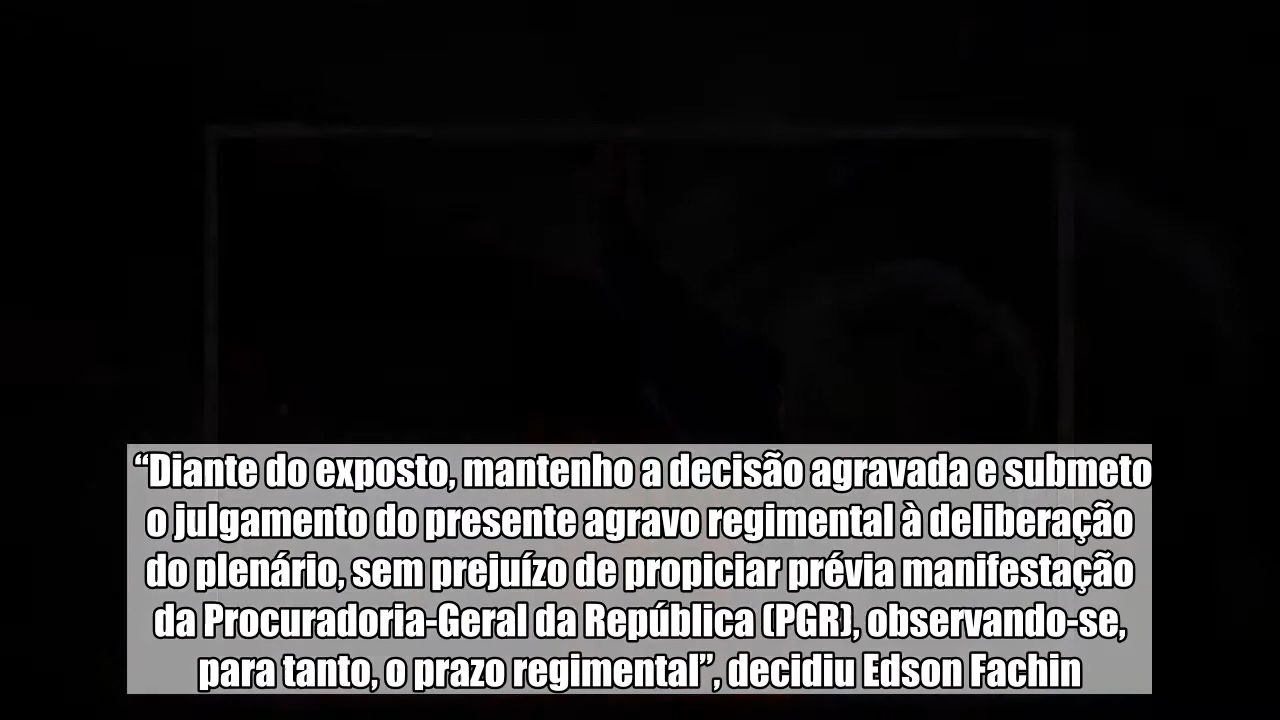 “Diante do exposto, mantenho a decisão agravada e submeto
o julgamento do presente agravo regimental à deliberação
do plenário, sem prejuízo de propiciar prévia manifestação
da Procuradoria-Geral da República (PGR), observando-se,
para tanto, o prazo regimental”, decidiu Edson Fachin